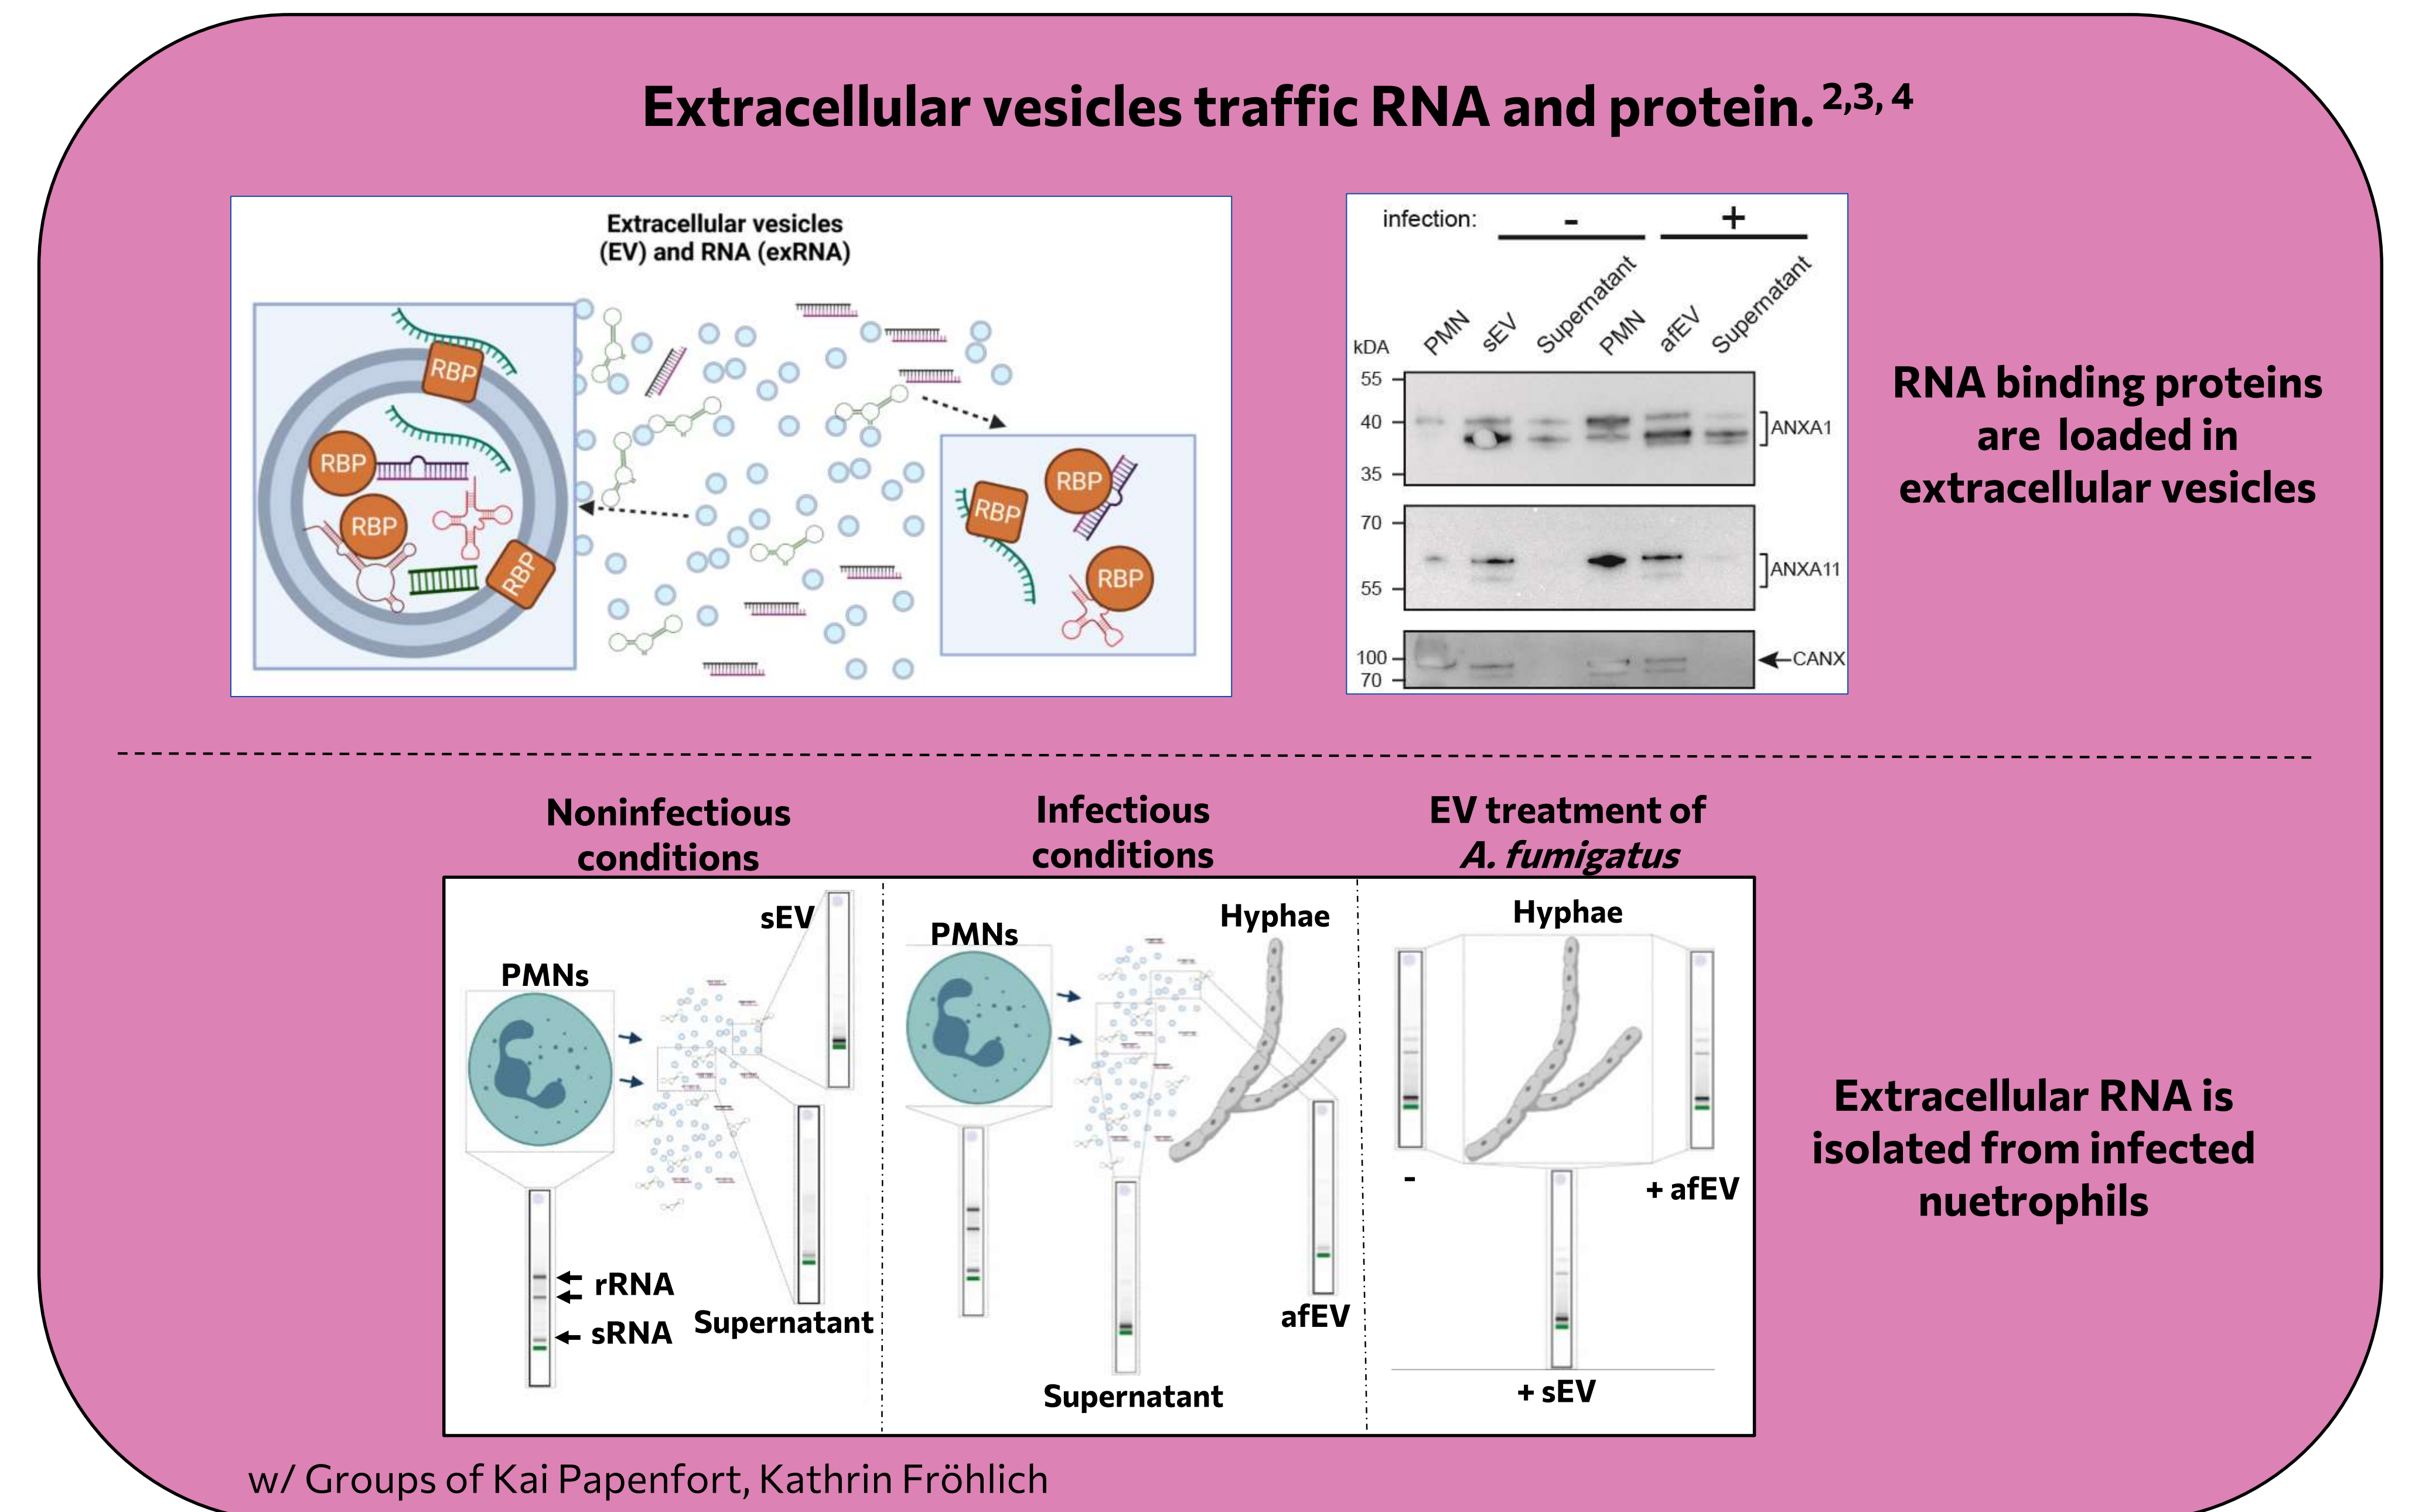 Extracellular vesicles traffic RNA and protein. 2,3, 4
Extracellular vesicles
(EV) and RNA (exRNA)
RBP
RBP
RBP
RBP
RBP
RBP
RBP
infection: - +
PMN sEV Supernatant PMN afEV Supernatant
kDA
55
40
35
ANXA1
70
55
ANXA11
100
70
CANX
RNA binding proteins
are loaded in
extracellular vesicles
Noninfectious
conditions
Infectious
conditions
EV treatment of
A. fumigatus
sEV
PMNs
rRNA
sRNA
Supernatant
PMNs
Hyphae
Supernatant
afEV
Hyphae
-
+ afEV
+ sEV
Extracellular RNA is
isolated from infected
nuetrophils
w/ Groups of Kai Papenfort, Kathrin Fröhlich